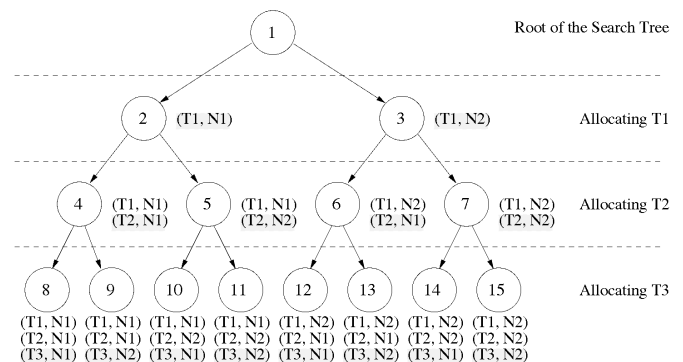 1 Root of the Search Tree
2 (T1, N1) 3 (T1, N2) Allocating T1
4 (T1, N1) 5 (T1, N1) 6 (T1, N2) 7 (T1, N2) Allocating T2
(T2, N1) (T2, N2) (T2, N1) (T2, N2)
8 9 10 11 12 13 14 15 Allocating T3
(T1, N1) (T1, N1) (T1, N1) (T1, N1) (T1, N2) (T1, N2) (T1, N2) (T1, N2)
(T2, N1) (T2, N1) (T2, N2) (T2, N2) (T2, N1) (T2, N1) (T2, N2) (T2, N2)
(T3, N1) (T3, N2) (T3, N1) (T3, N2) (T3, N1) (T3, N2) (T3, N1) (T3, N2)